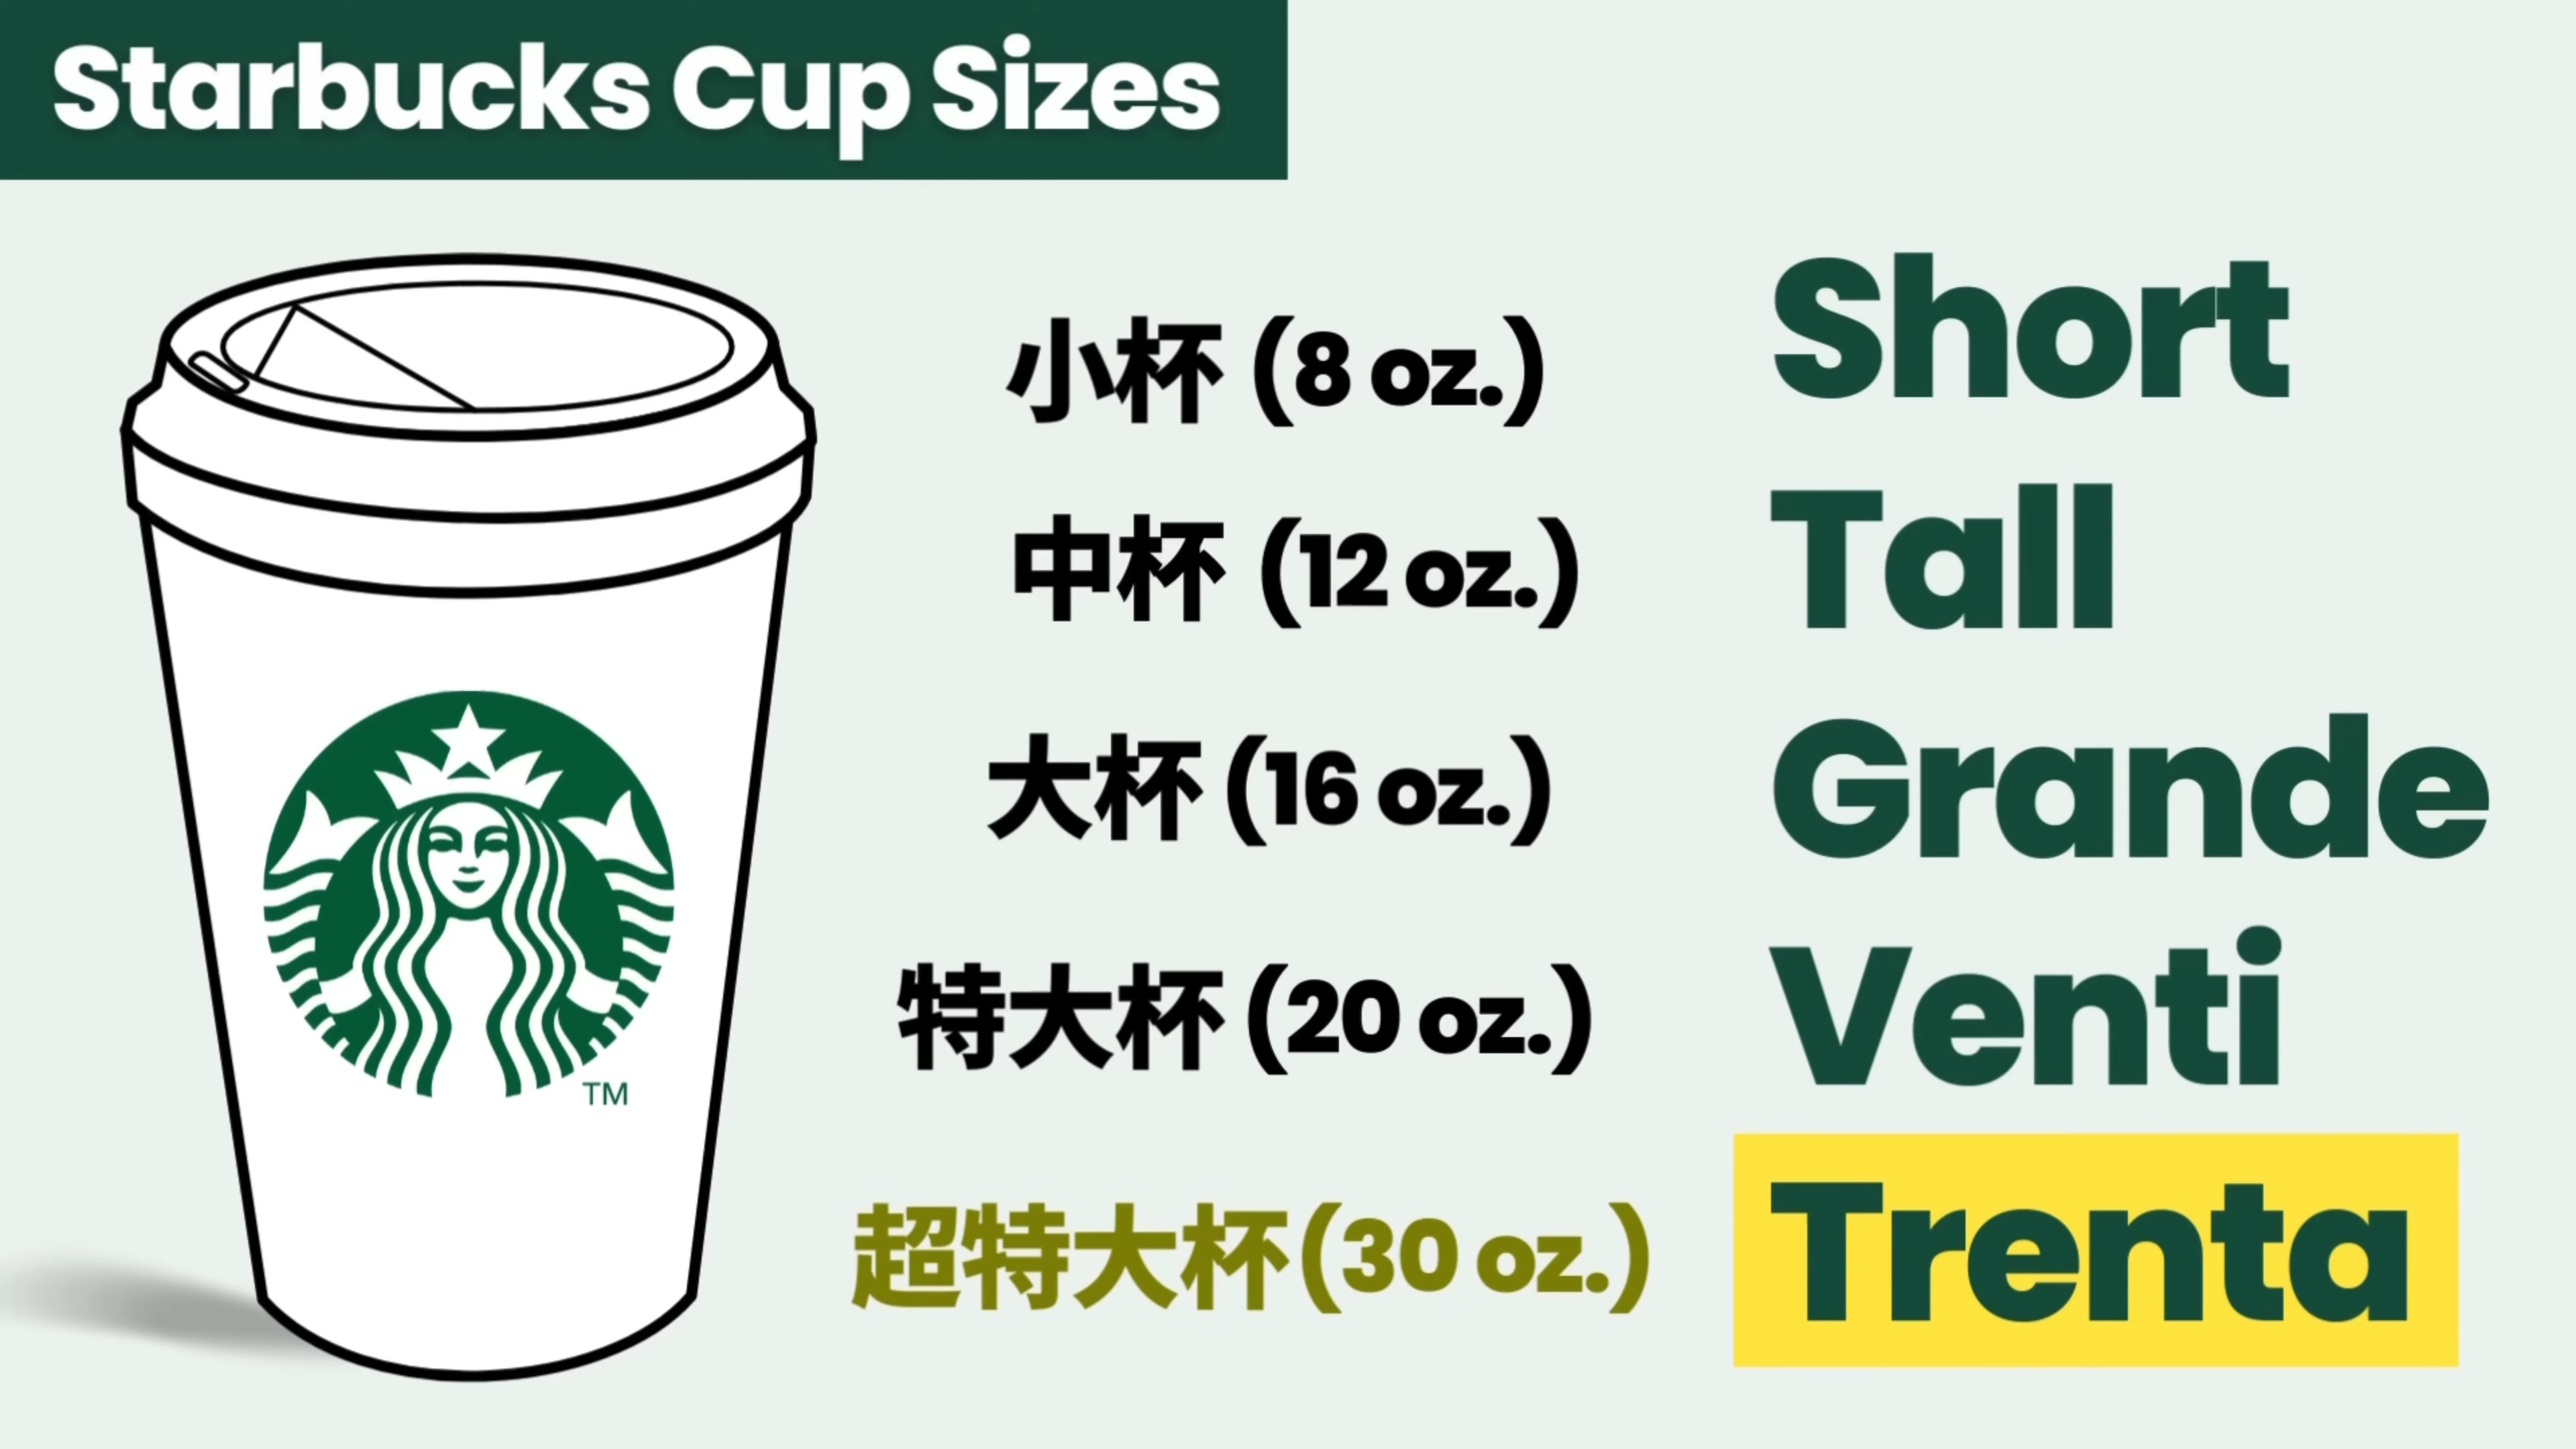 Starbucks Cup Sizes
小杯 (8 oz.) Short
中杯 (12 oz.) Tall
大杯 (16 oz.) Grande
特大杯 (20 oz.) Venti
TM
超特大杯 (30 oz.) Trenta